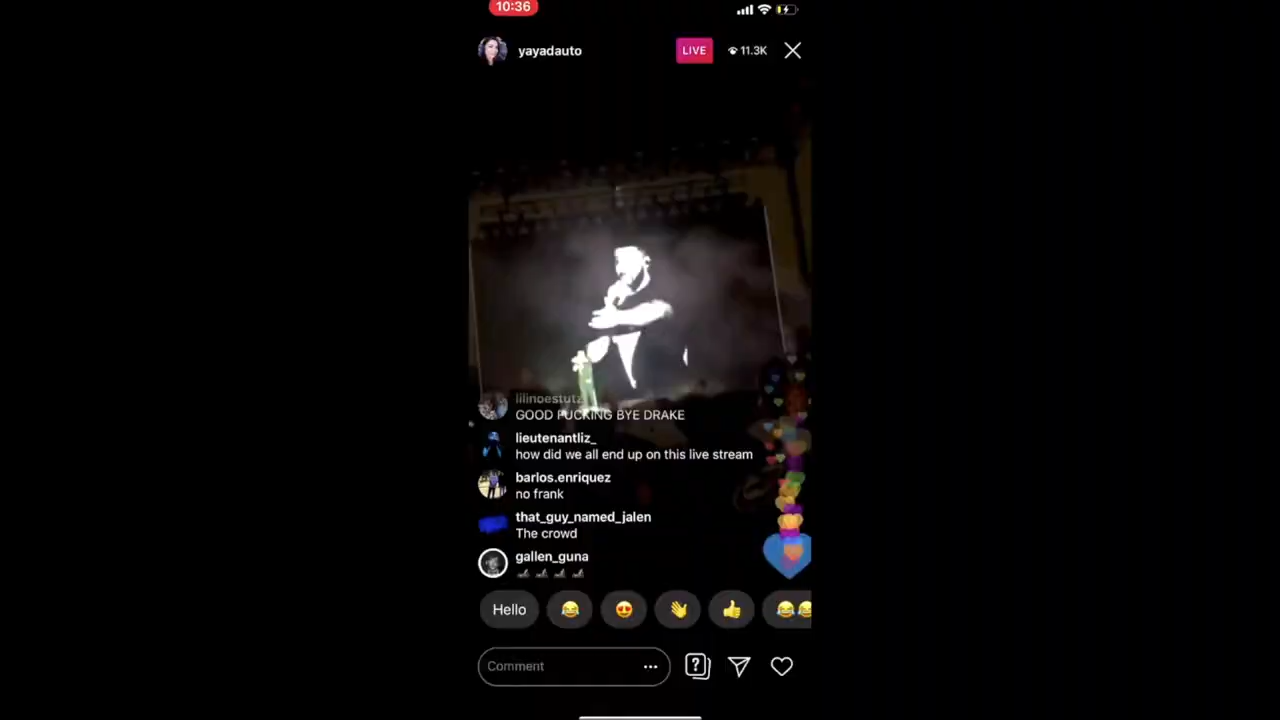 10:36
yayadauto
LIVE
11.3K
lilinoestutz
GOOD FUCKING BYE DRAKE
lieutenantliz_
how did we all end up on this live stream
barlos.enriquez
no frank
that_guy_named_jalen
The crowd
gallen_guna
Hello
Comment